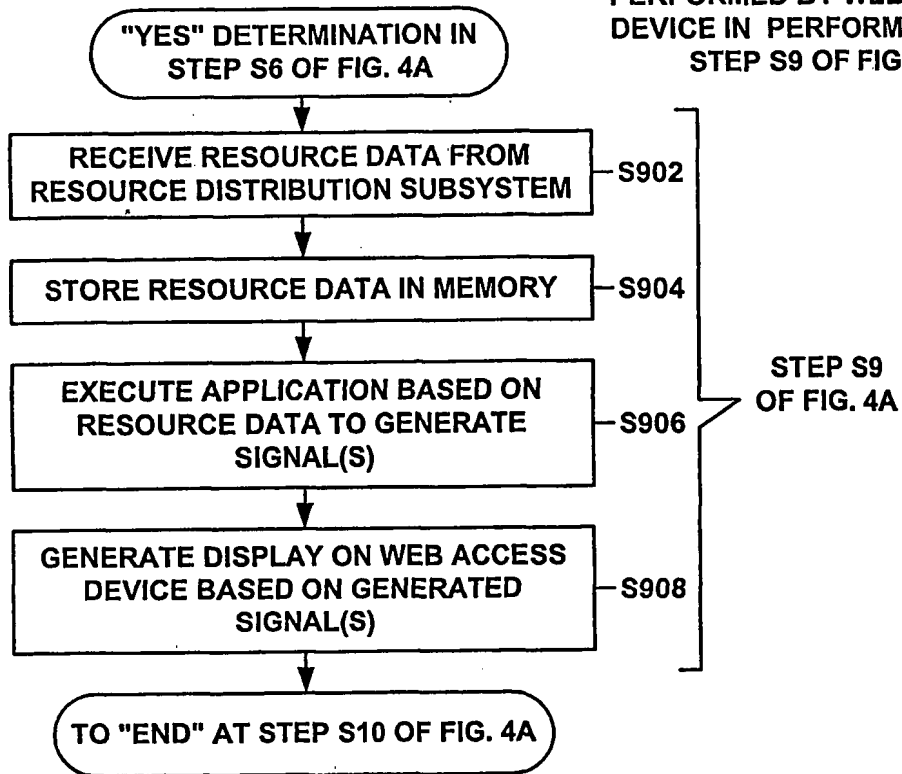 DEVICE IN PERFORM
STEP S9 OF FIG
"YES" DETERMINATION IN
STEP S6 OF FIG. 4A
RECEIVE RESOURCE DATA FROM
RESOURCE DISTRIBUTION SUBSYSTEM
S902
STORE RESOURCE DATA IN MEMORY
S904
EXECUTE APPLICATION BASED ON
RESOURCE DATA TO GENERATE
SIGNAL(S)
S906
STEP S9
OF FIG. 4A
GENERATE DISPLAY ON WEB ACCESS
DEVICE BASED ON GENERATED
SIGNAL(S)
S908
TO "END" AT STEP S10 OF FIG. 4A